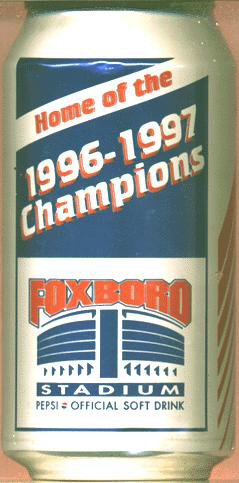 Home of the
1996-1997
Champions
FOXBORO
STADIUM
PEPSI OFFICIAL SOFT DRINK